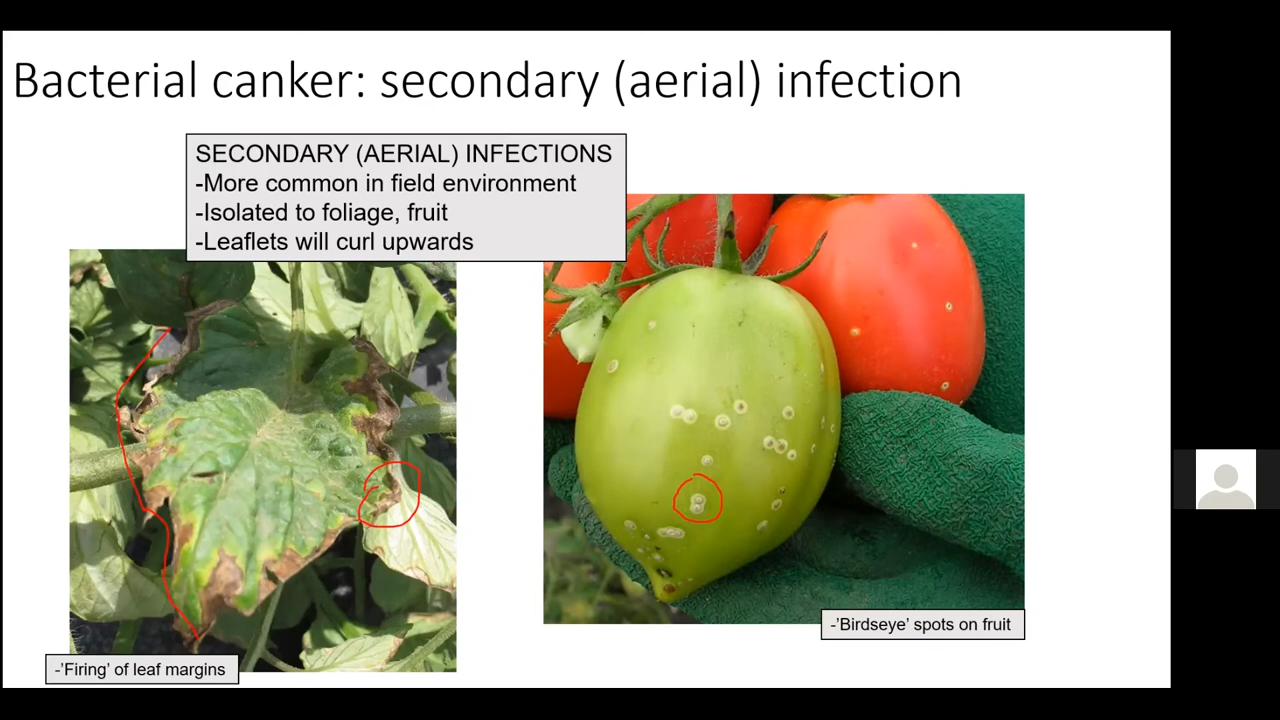 Bacterial canker: secondary (aerial) infection
SECONDARY (AERIAL) INFECTIONS
-More common in field environment
-Isolated to foliage, fruit
-Leaflets will curl upwards
-'Birdseye' spots on fruit
-'Firing' of leaf margins